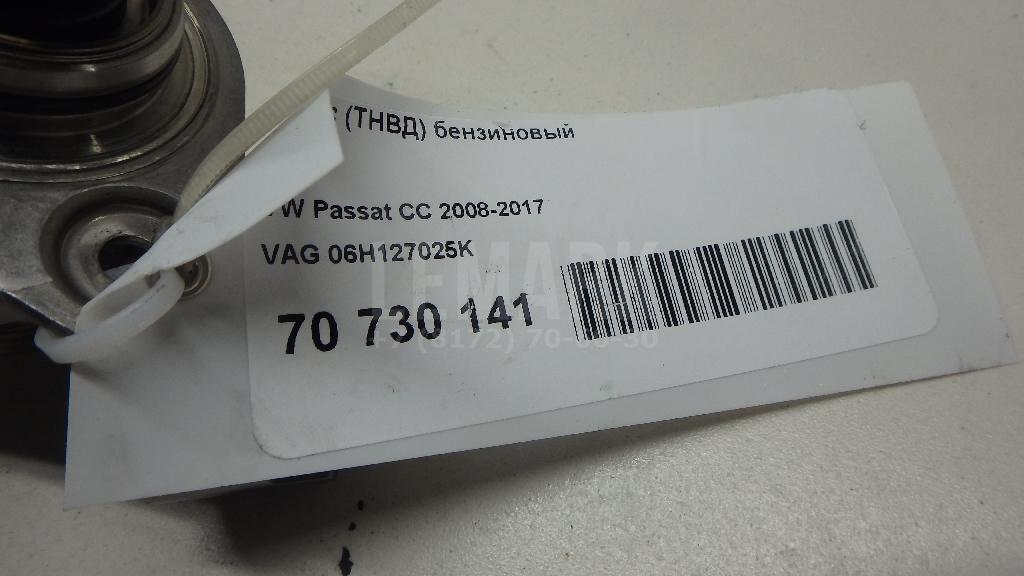 (ТНВД) бензиновый
W Passat CC 2008-2017
VAG 06H127025K
70 730 141